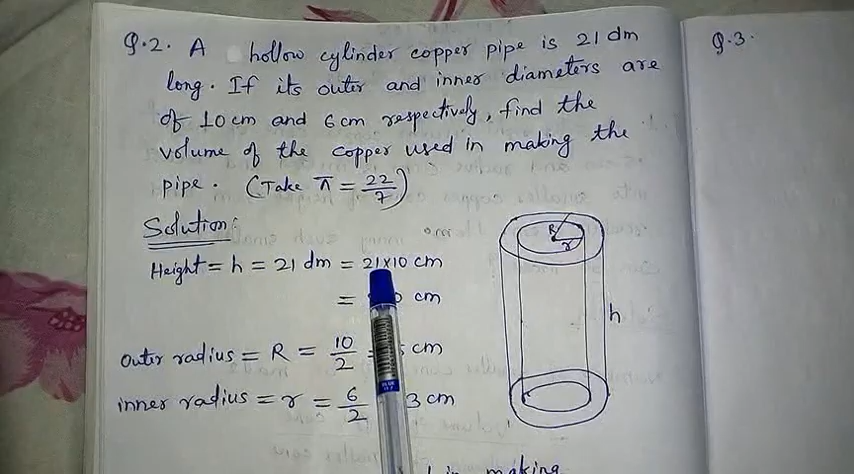 Q.2. A hollow cylinder copper pipe is 21 dm
long. If its outer and inner diameters are
of 10 cm and 6 cm respectively, find the
volume of the copper used in making the
pipe. (Take π = 22/7)
Solution:
Height = h = 21 dm = 21×10 cm
= cm
outer radius = R = 10/2 = cm
inner radius = r = 6/2 3 cm
in making
R
r
h
Q.3.